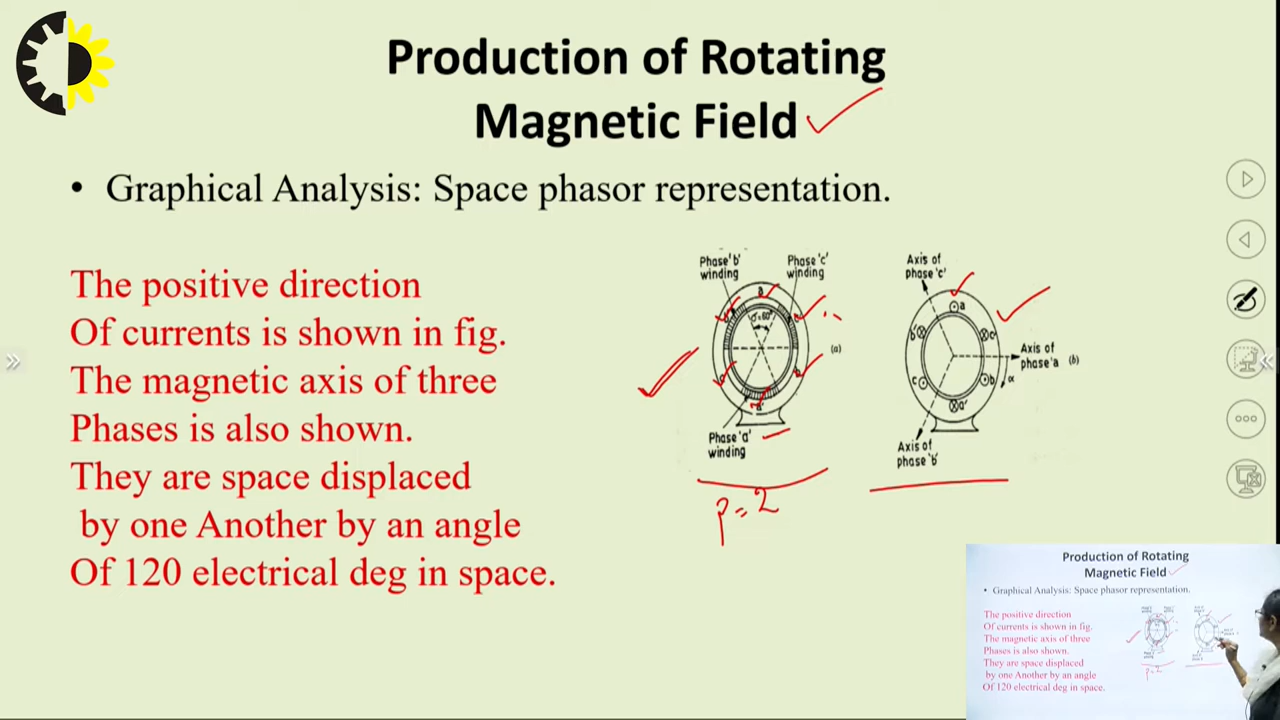 Production of Rotating
Magnetic Field
• Graphical Analysis: Space phasor representation.
The positive direction
Of currents is shown in fig.
The magnetic axis of three
Phases is also shown.
They are space displaced
by one Another by an angle
Of 120 electrical deg in space.
Phase 'b'
winding
Phase 'c'
winding
a
σ=60°
(a)
Phase 'a'
winding
P=2
Axis of
phase 'c'
a
b' c'
Axis of
phase 'a' (b)
c b α
a'
Axis of
phase 'b'
Production of Rotating
Magnetic Field
• Graphical Analysis: Space phasor representation.
The positive direction
Of currents is shown in fig.
The magnetic axis of three
Phases is also shown.
They are space displaced
by one Another by an angle
Of 120 electrical deg in space.
P=2